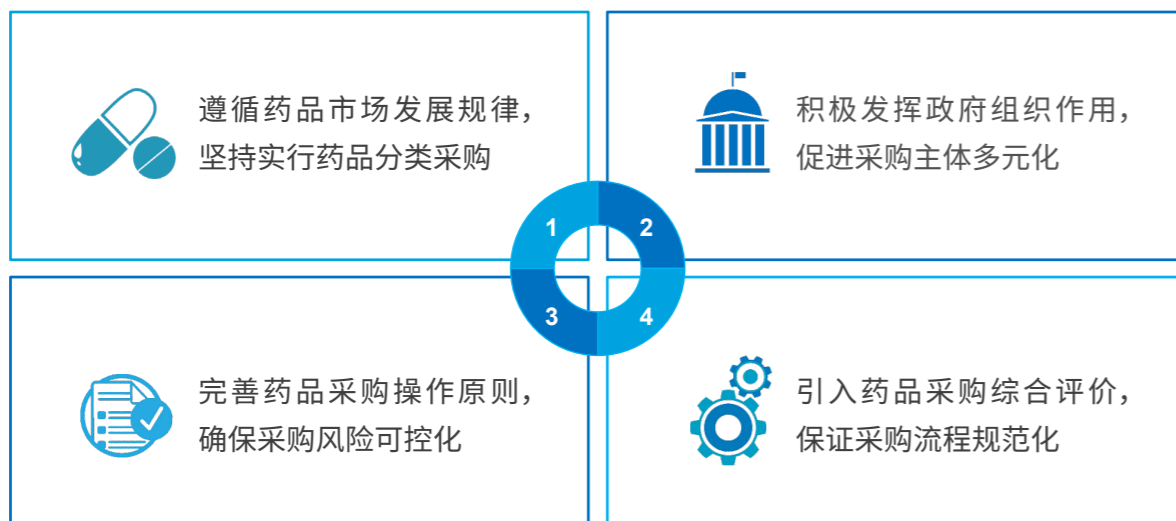 遵循药品市场发展规律，
坚持实行药品分类采购
1
积极发挥政府组织作用，
促进采购主体多元化
2
完善药品采购操作原则，
确保采购风险可控化
3
引入药品采购综合评价，
保证采购流程规范化
4